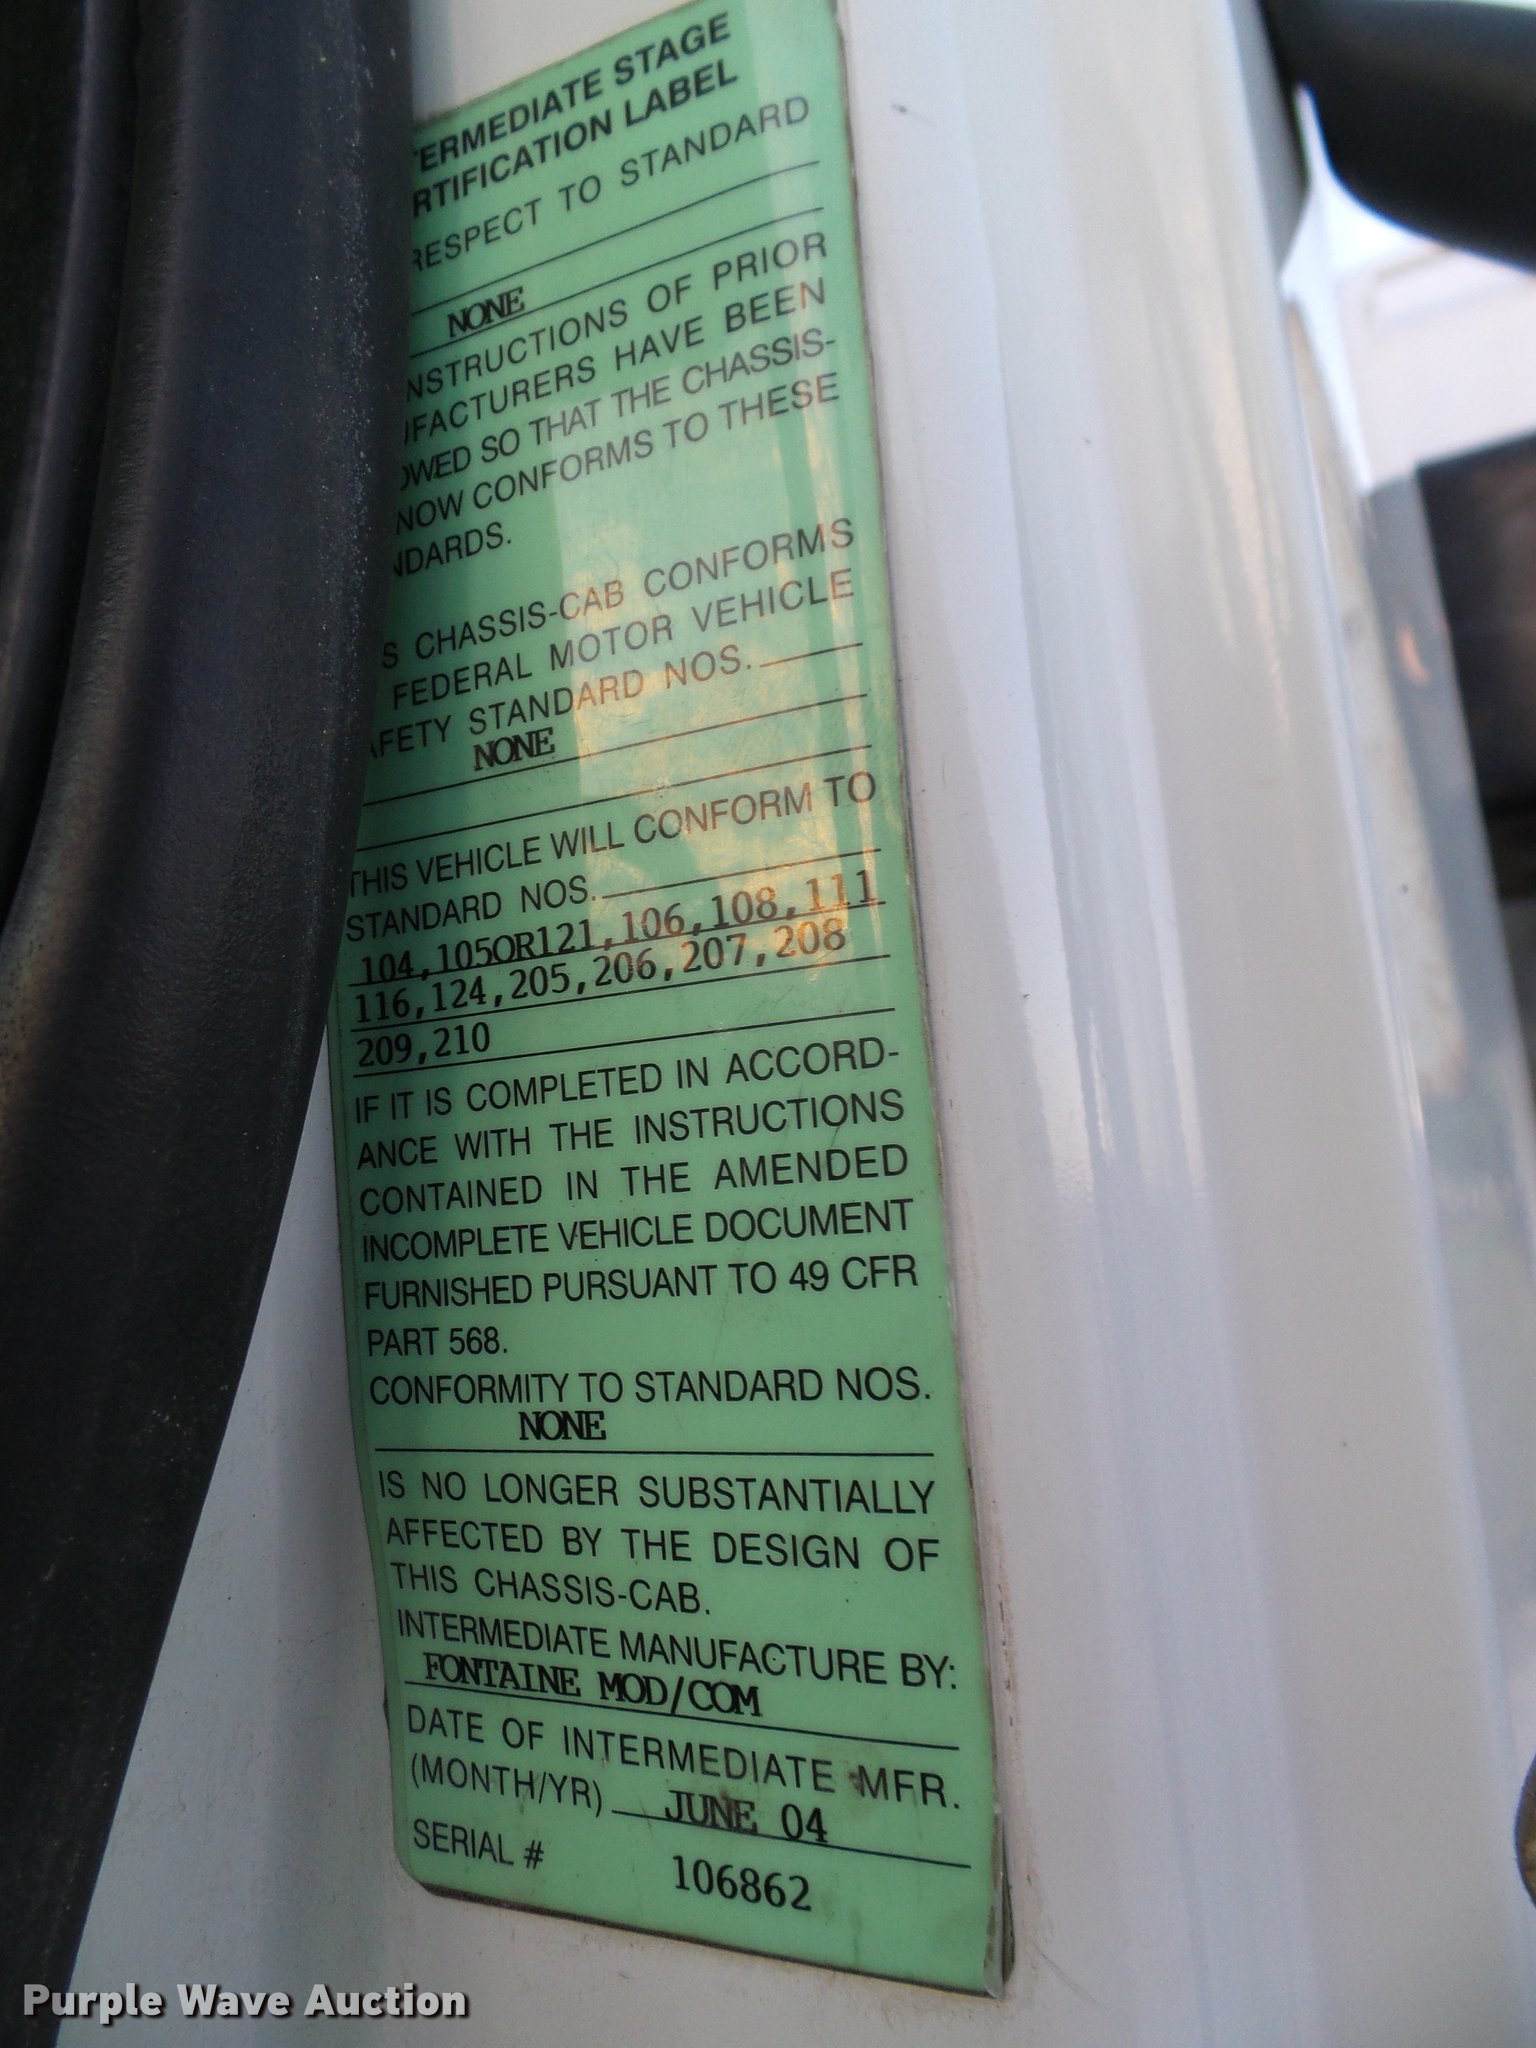 TERMEDIATE STAGE
RTIFICATION LABEL
RESPECT TO STANDARD
NONE
NSTRUCTIONS OF PRIOR
UFACTURERS HAVE BEEN
OWED SO THAT THE CHASSIS-
NOW CONFORMS TO THESE
NDARDS.
S CHASSIS-CAB CONFORMS
FEDERAL MOTOR VEHICLE
AFETY STANDARD NOS.
NONE
THIS VEHICLE WILL CONFORM TO
STANDARD NOS.
104,105OR121,106,108,111
116,124,205,206,207,208
209,210
IF IT IS COMPLETED IN ACCORD-
ANCE WITH THE INSTRUCTIONS
CONTAINED IN THE AMENDED
INCOMPLETE VEHICLE DOCUMENT
FURNISHED PURSUANT TO 49 CFR
PART 568.
CONFORMITY TO STANDARD NOS.
NONE
IS NO LONGER SUBSTANTIALLY
AFFECTED BY THE DESIGN OF
THIS CHASSIS-CAB.
INTERMEDIATE MANUFACTURE BY:
FONTAINE MOD/COM
DATE OF INTERMEDIATE MFR.
(MONTH/YR) JUNE 04
SERIAL # 106862
Purple Wave Auction